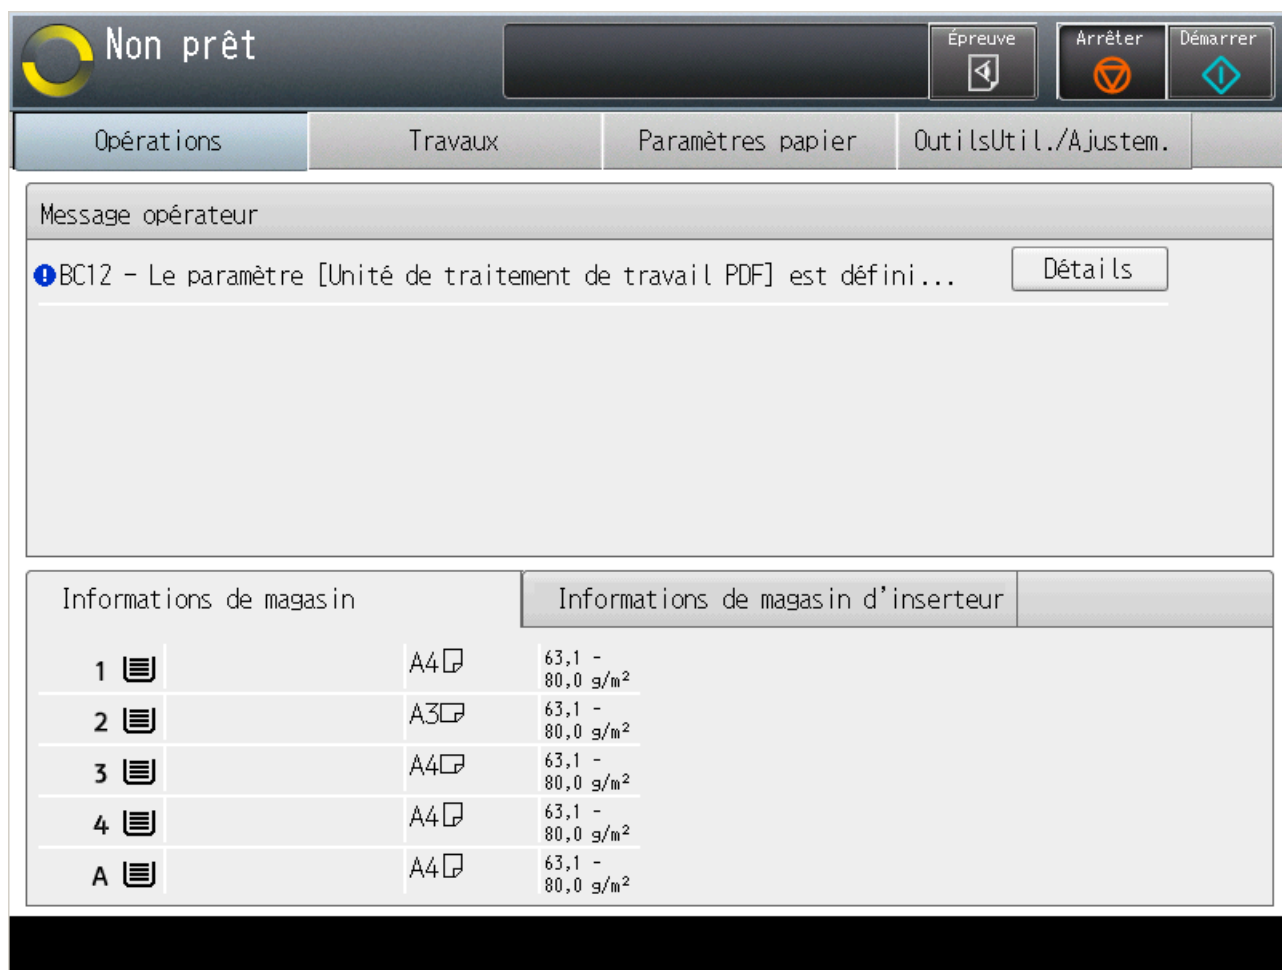 Non prêt
Épreuve
Arrêter
Démarrer
Opérations
Travaux
Paramètres papier
OutilsUtil./Ajustem.
Message opérateur
BC12 - Le paramètre [Unité de traitement de travail PDF] est défini...
Détails
Informations de magasin
Informations de magasin d'inserteur
1 A4 63,1 -
80,0 g/m²
2 A3 63,1 -
80,0 g/m²
3 A4 63,1 -
80,0 g/m²
4 A4 63,1 -
80,0 g/m²
A A4 63,1 -
80,0 g/m²